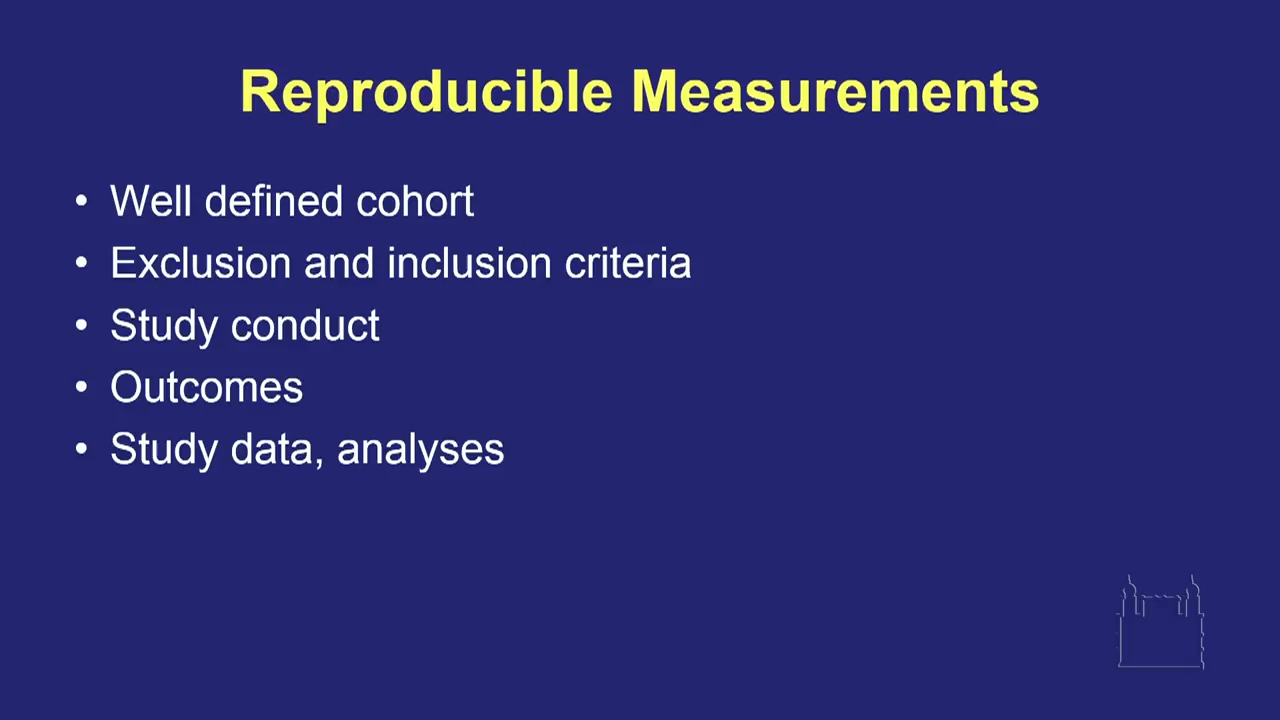 Reproducible Measurements
• Well defined cohort
• Exclusion and inclusion criteria
• Study conduct
• Outcomes
• Study data, analyses